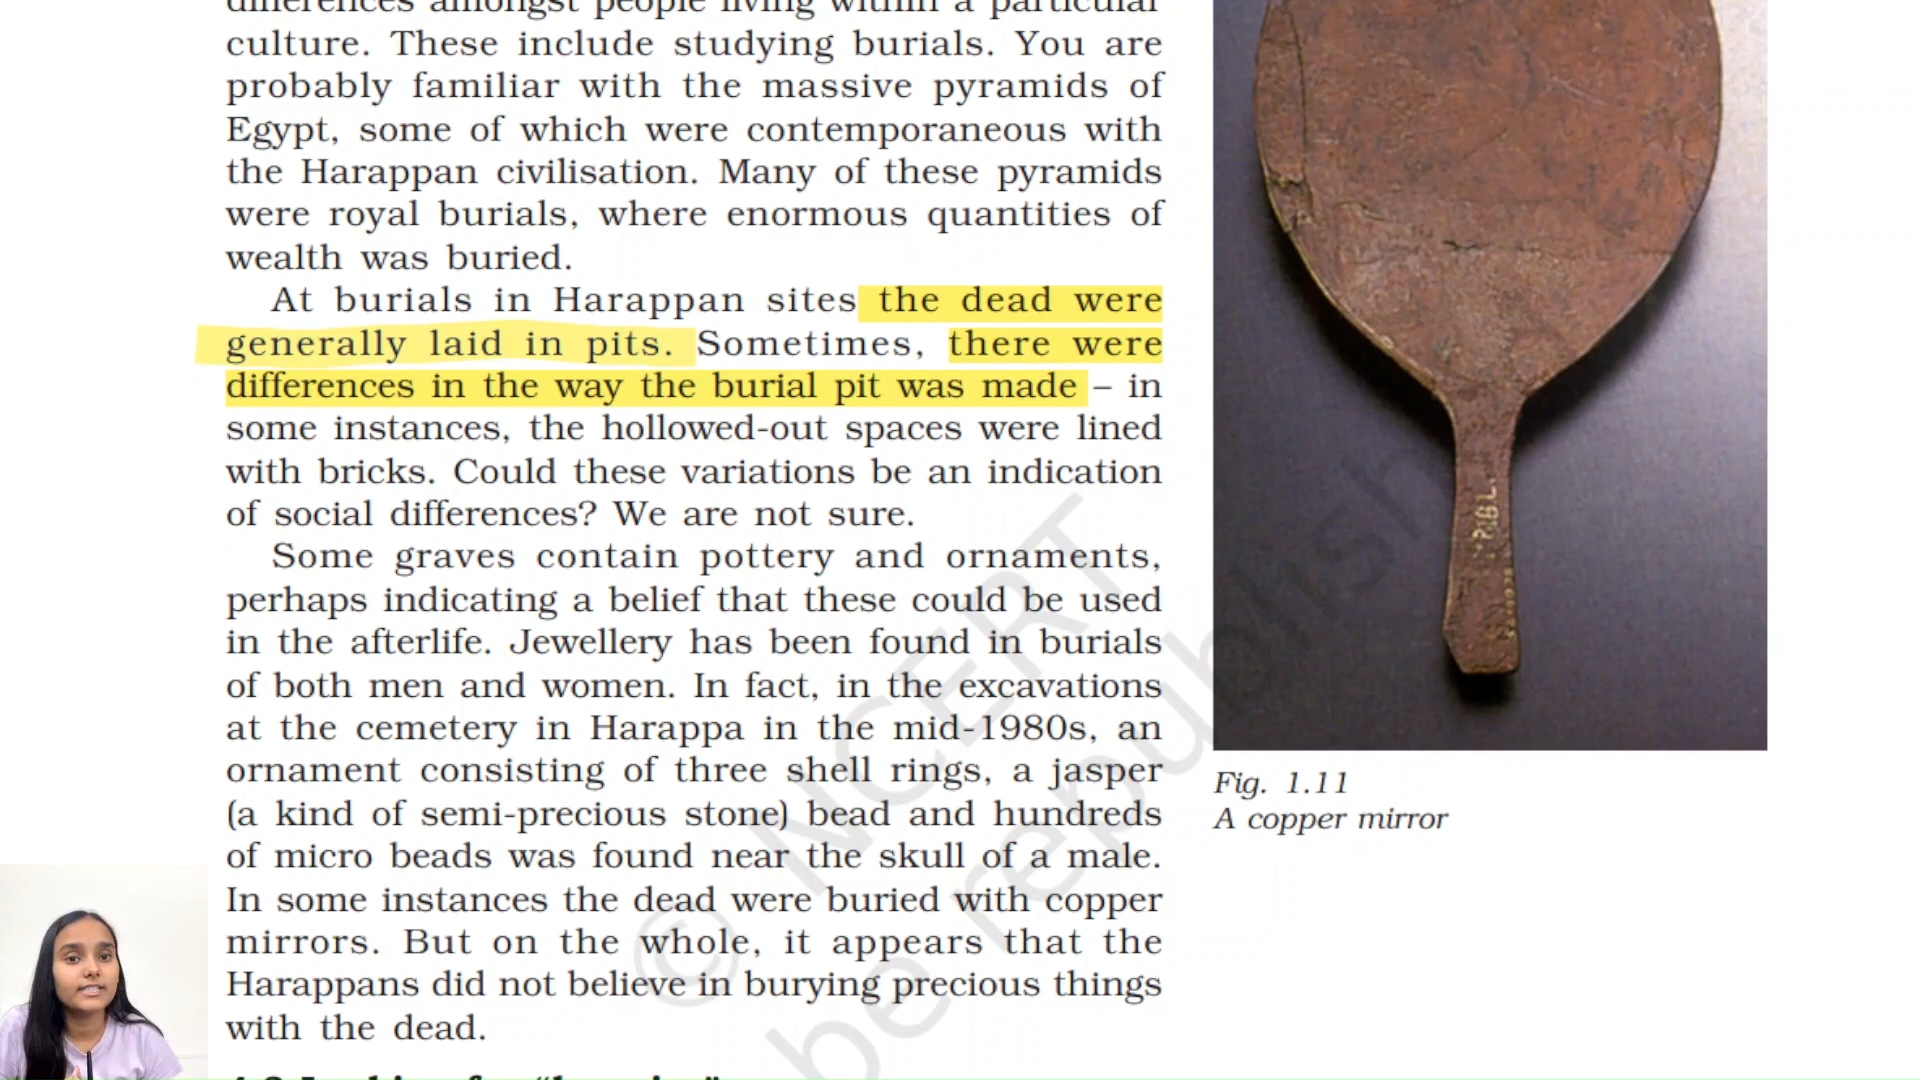 differences amongst people living within a particular
culture. These include studying burials. You are
probably familiar with the massive pyramids of
Egypt, some of which were contemporaneous with
the Harappan civilisation. Many of these pyramids
were royal burials, where enormous quantities of
wealth was buried.
At burials in Harappan sites the dead were
generally laid in pits. Sometimes, there were
differences in the way the burial pit was made – in
some instances, the hollowed-out spaces were lined
with bricks. Could these variations be an indication
of social differences? We are not sure.
Some graves contain pottery and ornaments,
perhaps indicating a belief that these could be used
in the afterlife. Jewellery has been found in burials
of both men and women. In fact, in the excavations
at the cemetery in Harappa in the mid-1980s, an
ornament consisting of three shell rings, a jasper
(a kind of semi-precious stone) bead and hundreds
of micro beads was found near the skull of a male.
In some instances the dead were buried with copper
mirrors. But on the whole, it appears that the
Harappans did not believe in burying precious things
with the dead.
Fig. 1.11
A copper mirror
© NCERT
be republish